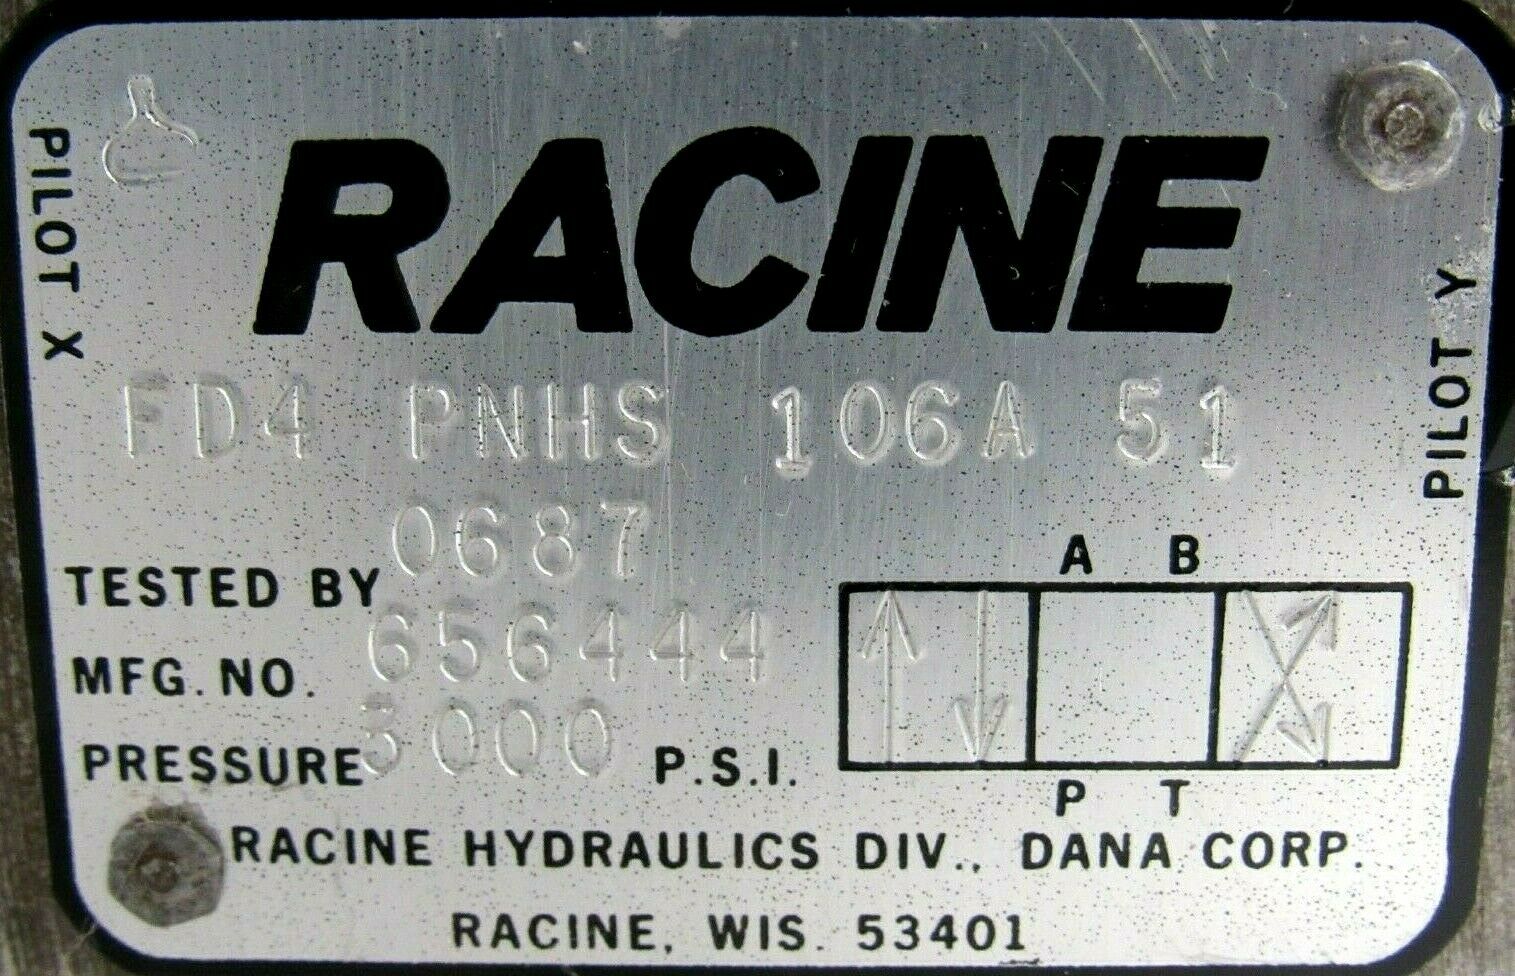 RACINE
PILOT X
PILOT Y
FD4 PNHS 106A 51
TESTED BY 0687
MFG. NO. 656444
PRESSURE 3000 P.S.I.
A B
P T
RACINE HYDRAULICS DIV., DANA CORP.
RACINE, WIS. 53401